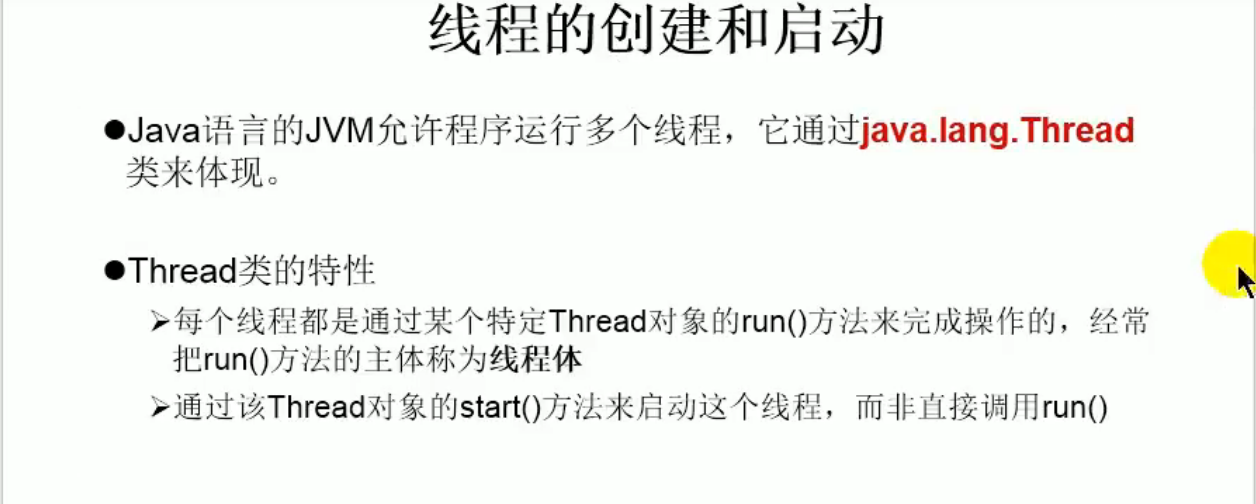 线程的创建和启动
●Java语言的JVM允许程序运行多个线程，它通过java.lang.Thread
类来体现。
●Thread类的特性
➢每个线程都是通过某个特定Thread对象的run()方法来完成操作的，经常
把run()方法的主体称为线程体
➢通过该Thread对象的start()方法来启动这个线程，而非直接调用run()